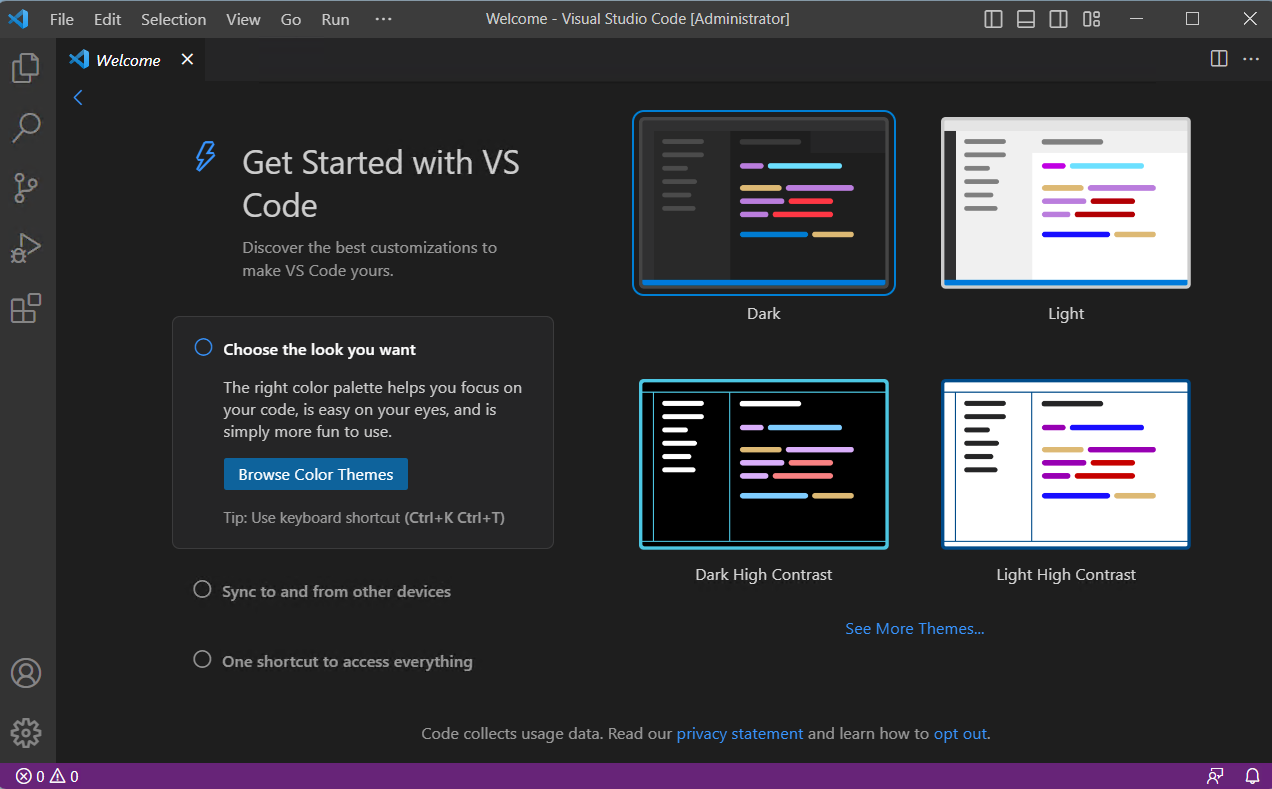 File Edit Selection View Go Run ··· Welcome - Visual Studio Code [Administrator]
Welcome
Get Started with VS
Code
Discover the best customizations to
make VS Code yours.
Choose the look you want
The right color palette helps you focus on
your code, is easy on your eyes, and is
simply more fun to use.
Browse Color Themes
Tip: Use keyboard shortcut (Ctrl+K Ctrl+T)
Sync to and from other devices
One shortcut to access everything
Dark
Light
Dark High Contrast
Light High Contrast
See More Themes...
Code collects usage data. Read our privacy statement and learn how to opt out.
0 0